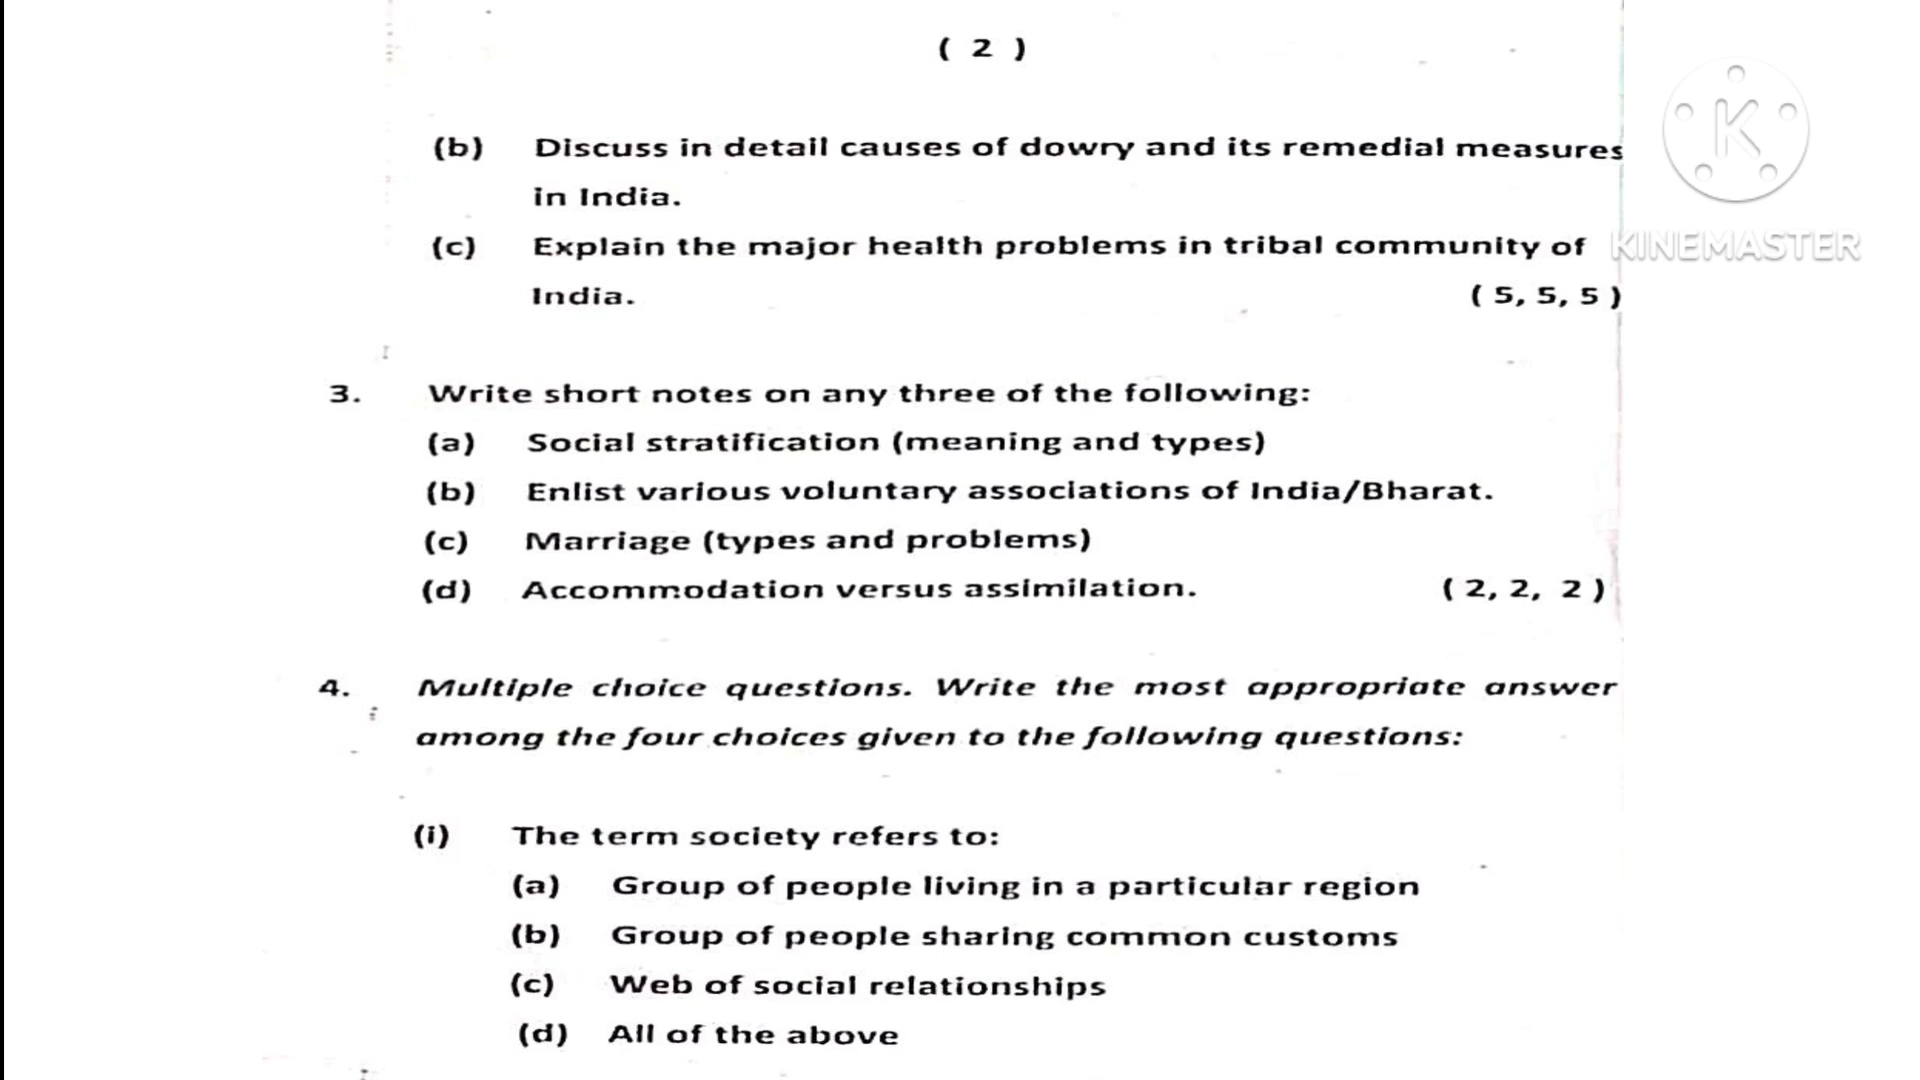 ( 2 )
(b) Discuss in detail causes of dowry and its remedial measures
in India.
(c) Explain the major health problems in tribal community of
India. ( 5, 5, 5 )
KINEMASTER
3. Write short notes on any three of the following:
(a) Social stratification (meaning and types)
(b) Enlist various voluntary associations of India/Bharat.
(c) Marriage (types and problems)
(d) Accommodation versus assimilation. ( 2, 2, 2 )
4. Multiple choice questions. Write the most appropriate answer
among the four choices given to the following questions:
(i) The term society refers to:
(a) Group of people living in a particular region
(b) Group of people sharing common customs
(c) Web of social relationships
(d) All of the above